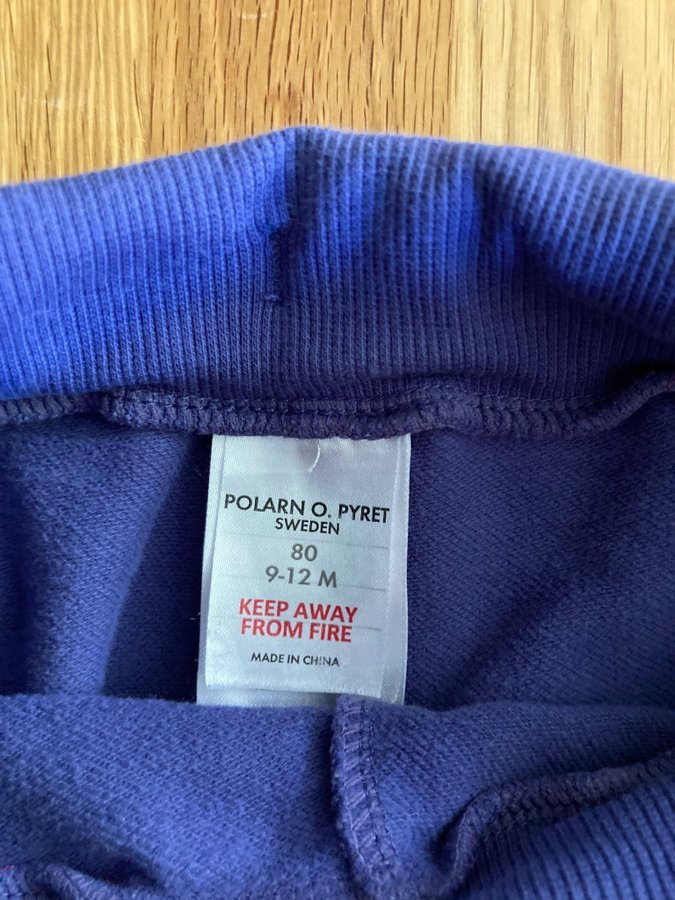 POLARN O. PYRET
SWEDEN
80
9-12 M
KEEP AWAY
FROM FIRE
MADE IN CHINA